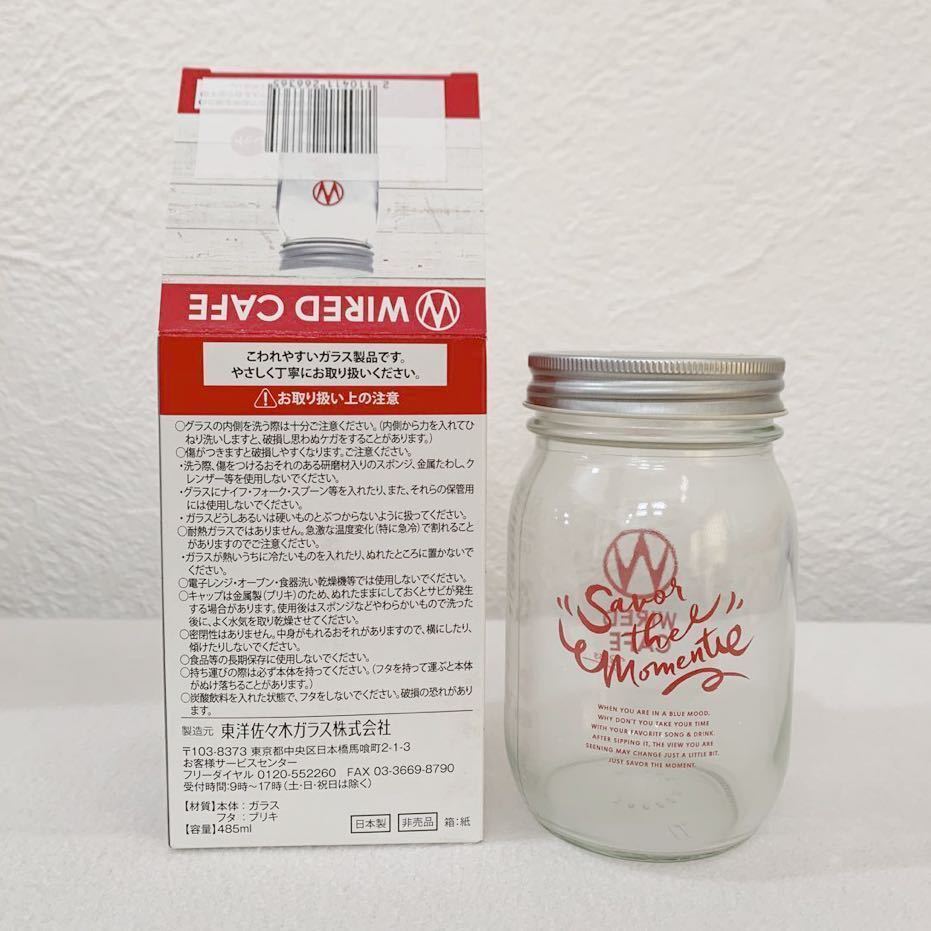 2 110411 266365
WIRED CAFE
こわれやすいガラス製品です。
やさしく丁寧にお取り扱いください。
お取り扱い上の注意
○グラスの内側を洗う際は十分ご注意ください。(内側から力を入れてひ
ねり洗いしますと、破損し思わぬケガをすることがあります。)
○傷がつきますと破損しやすくなります。ご注意ください。
・洗う際、傷をつけるおそれのある研磨材入りのスポンジ、金属たわし、ク
レンザー等を使用しないでください。
・グラスにナイフ・フォーク・スプーン等を入れたり、また、それらの保管用
には使用しないでください。
・ガラスどうしあるいは硬いものとぶつからないように扱ってください。
○耐熱ガラスではありません。急激な温度変化(特に急冷)で割れること
がありますのでご注意ください。
・ガラスが熱いうちに冷たいものを入れたり、ぬれたところに置かないで
ください。
○電子レンジ・オーブン・食器洗い乾燥機等では使用しないでください。
○キャップは金属製(ブリキ)のため、ぬれたままにしておくとサビが発生
する場合があります。使用後はスポンジなどやわらかいもので洗った
後に、よく水気を取り乾燥させてください。
○密閉性はありません。中身がもれるおそれがありますので、横にしたり、
傾けたりしないでください。
○食品等の長期保存に使用しないでください。
○持ち運びの際は必ず本体を持ってください。(フタを持って運ぶと本体
がぬけ落ちることがあります。)
○炭酸飲料を入れた状態で、フタをしないでください。破損の恐れがあり
ます。
製造元 東洋佐々木ガラス株式会社
〒103-8373 東京都中央区日本橋馬喰町2-1-3
お客様サービスセンター
フリーダイヤル 0120-552260 FAX 03-3669-8790
受付時間:9時~17時(土・日・祝日は除く)
【材質】本体:ガラス
フタ:ブリキ
【容量】485ml
日本製 非売品 箱:紙
WIRED
CAFE
Savor
the
Moment
WHEN YOU ARE IN A BLUE MOOD,
WHY DON'T YOU TAKE YOUR TIME
WITH YOUR FAVORITE SONG & DRINK.
AFTER SIPPING IT, THE VIEW YOU ARE
SEEING MAY CHANGE JUST A LITTLE BIT.
JUST SAVOR THE MOMENT.